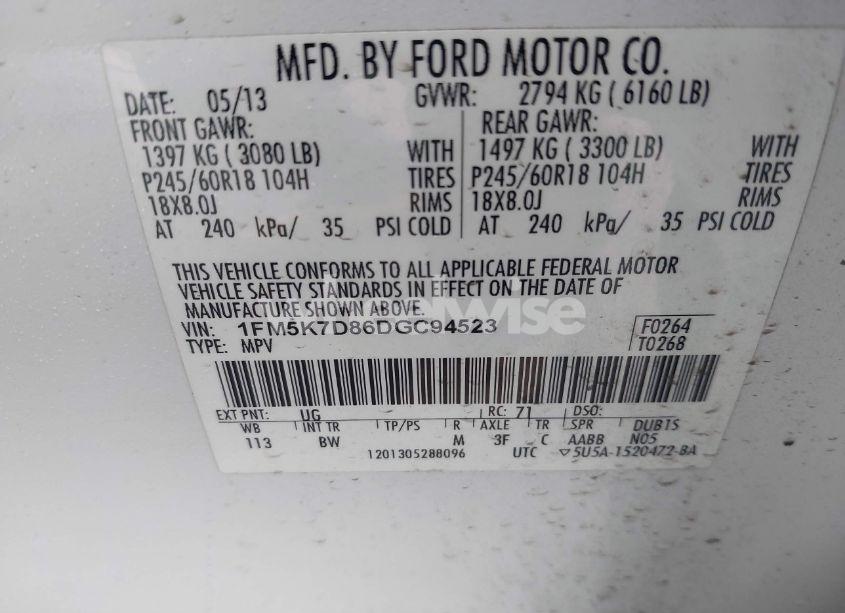 MFD. BY FORD MOTOR CO.
DATE: 05/13 GVWR: 2794 KG ( 6160 LB)
FRONT GAWR: REAR GAWR:
1397 KG ( 3080 LB) WITH 1497 KG ( 3300 LB) WITH
P245/60R18 104H TIRES P245/60R18 104H TIRES
18X8.0J RIMS 18X8.0J RIMS
AT 240 kPa/ 35 PSI COLD AT 240 kPa/ 35 PSI COLD
THIS VEHICLE CONFORMS TO ALL APPLICABLE FEDERAL MOTOR
VEHICLE SAFETY STANDARDS IN EFFECT ON THE DATE OF
MANUFACTURE SHOWN ABOVE.
VIN: 1FM5K7D86DGC94523 F0264
TYPE: MPV T0268
EXT PNT: UG RC: 71 DSO:
WB INT TR TP/PS R AXLE TR SPR DUBIS
113 BW M 3F C AABB N05
1201305288096 UTC ▽5U5A-1520472-BA